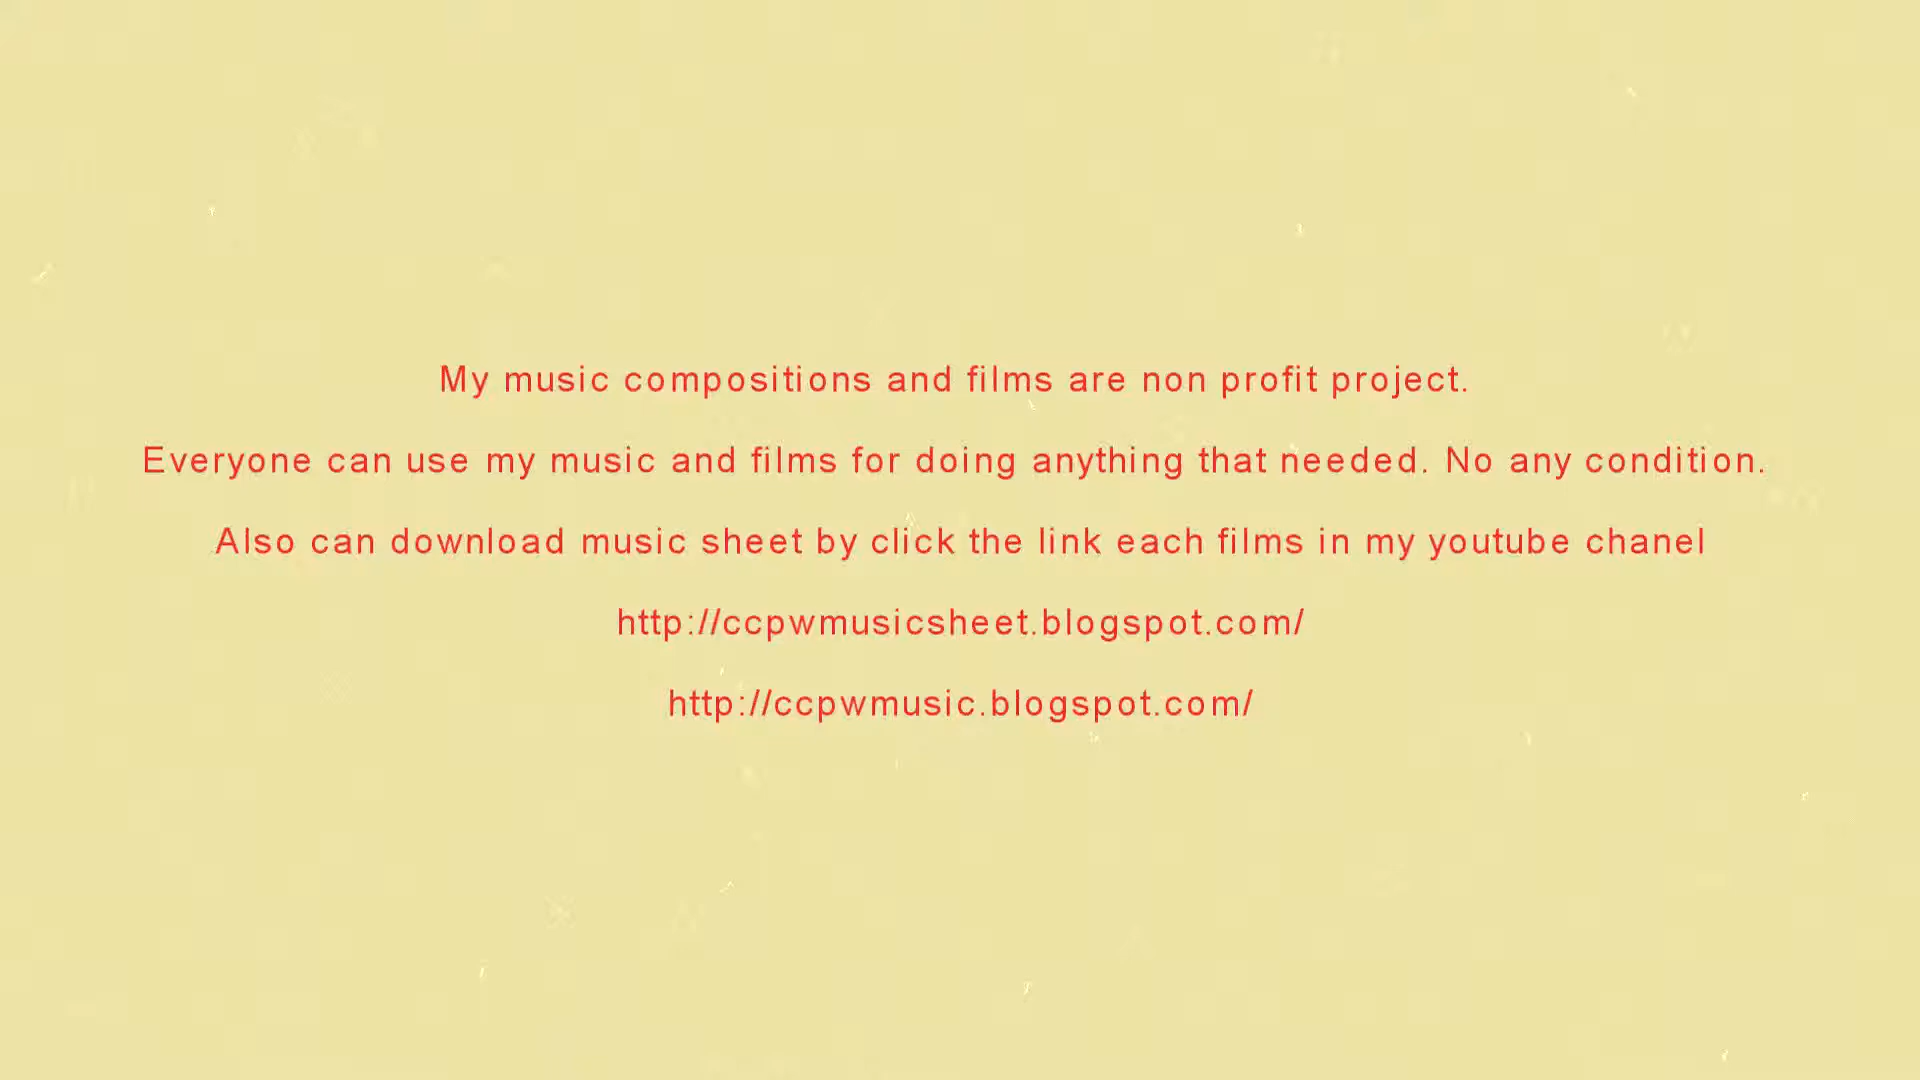 My music compositions and films are non profit project.
Everyone can use my music and films for doing anything that needed. No any condition.
Also can download music sheet by click the link each films in my youtube chanel
http://ccpwmusicsheet.blogspot.com/
http://ccpwmusic.blogspot.com/